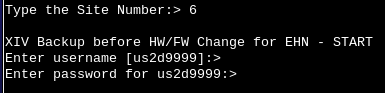 Type the Site Number:> 6
XIV Backup before HW/FW Change for EHN - START
Enter username [us2d9999]:>
Enter password for us2d9999:>